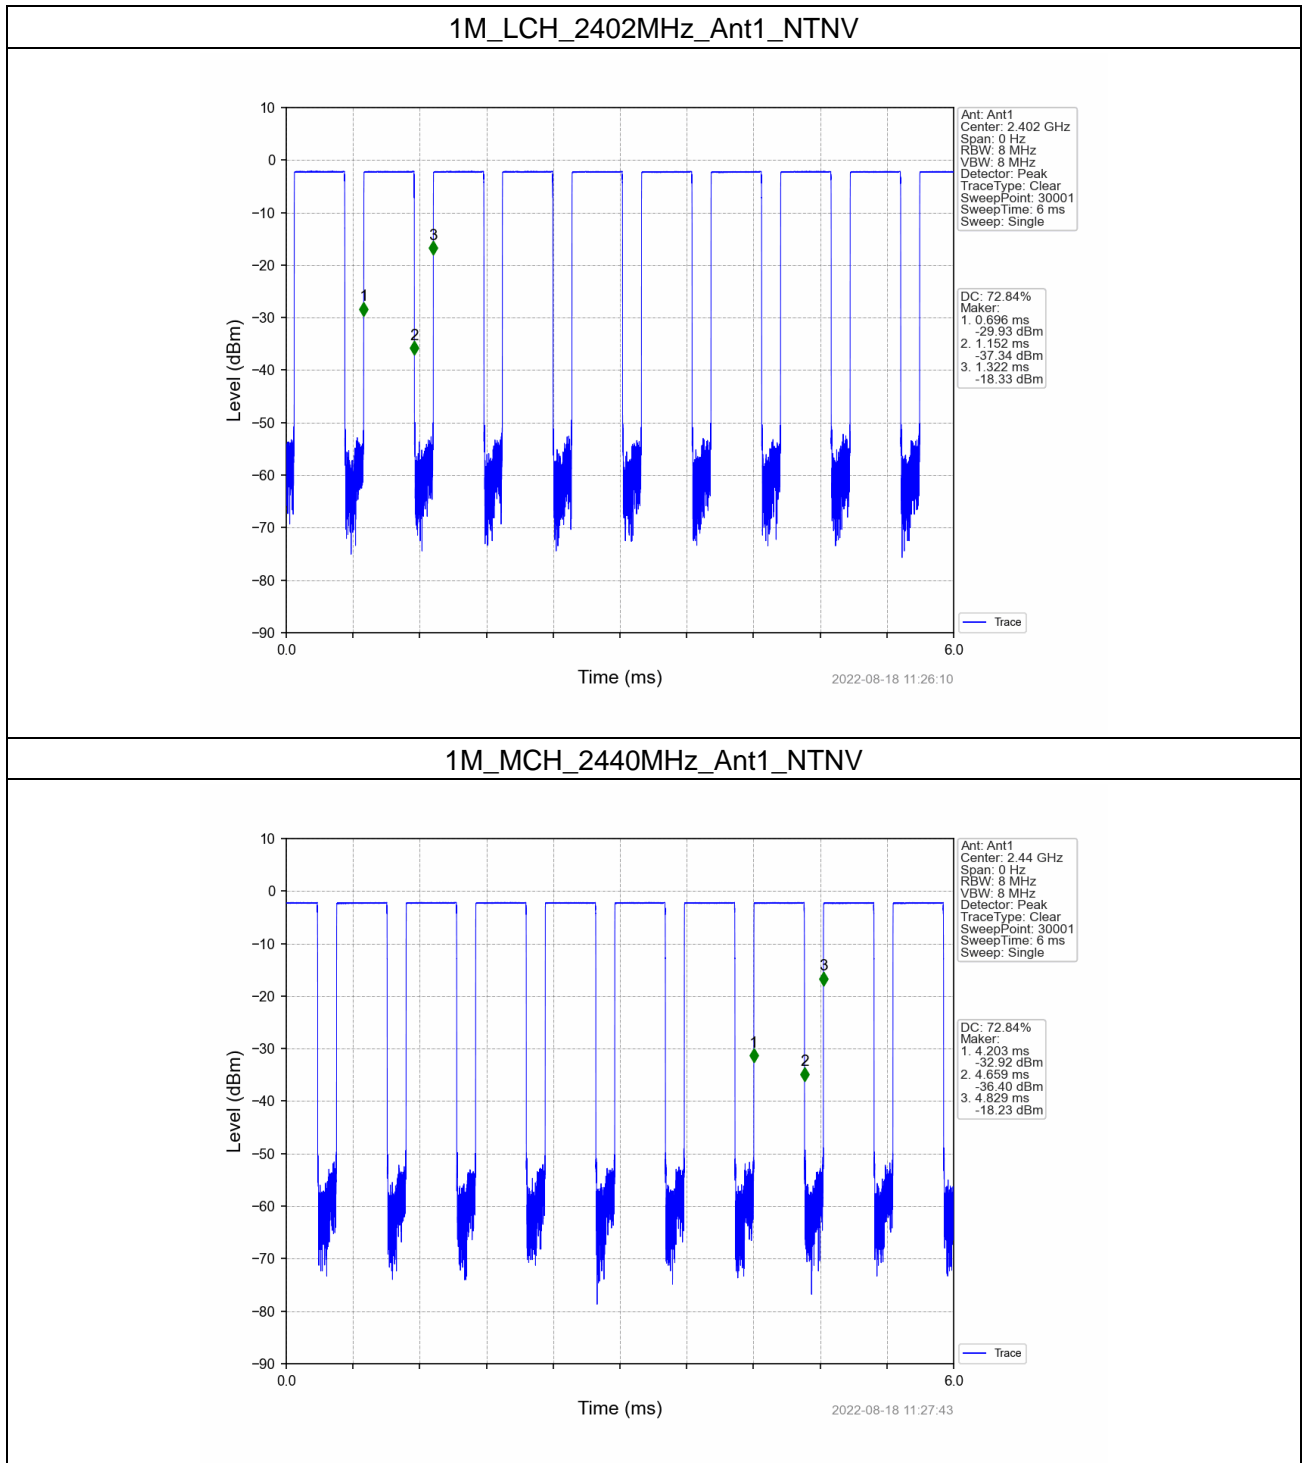 1M_LCH_2402MHz_Ant1_NTNV
10
0
−10
−20
−30
−40
−50
−60
−70
−80
−90
Level (dBm)
1
2
3
0.0
6.0
Time (ms)
2022-08-18 11:26:10
Ant: Ant1
Center: 2.402 GHz
Span: 0 Hz
RBW: 8 MHz
VBW: 8 MHz
Detector: Peak
TraceType: Clear
SweepPoint: 30001
SweepTime: 6 ms
Sweep: Single
DC: 72.84%
Maker:
1. 0.696 ms
-29.93 dBm
2. 1.152 ms
-37.34 dBm
3. 1.322 ms
-18.33 dBm
Trace
1M_MCH_2440MHz_Ant1_NTNV
10
0
−10
−20
−30
−40
−50
−60
−70
−80
−90
Level (dBm)
1
2
3
0.0
6.0
Time (ms)
2022-08-18 11:27:43
Ant: Ant1
Center: 2.44 GHz
Span: 0 Hz
RBW: 8 MHz
VBW: 8 MHz
Detector: Peak
TraceType: Clear
SweepPoint: 30001
SweepTime: 6 ms
Sweep: Single
DC: 72.84%
Maker:
1. 4.203 ms
-32.92 dBm
2. 4.659 ms
-36.40 dBm
3. 4.829 ms
-18.23 dBm
Trace